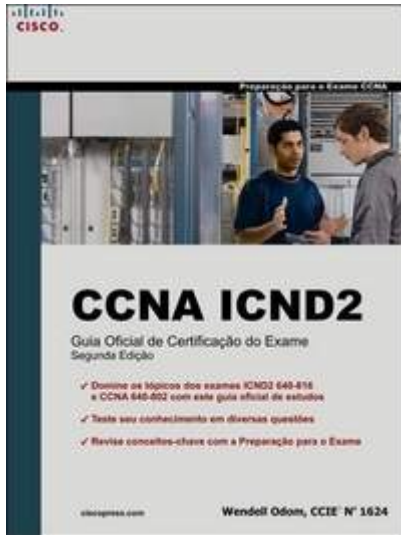 CISCO.
Preparação para o Exame CCNA
CCNA ICND2
Guia Oficial de Certificação do Exame
Segunda Edição
✓ Domine os tópicos dos exames ICND2 640-816
e CCNA 640-802 com este guia oficial de estudos
✓ Teste seu conhecimento em diversas questões
✓ Revise conceitos-chave com a Preparação para o Exame
ciscopress.com
Wendell Odom, CCIE® Nº 1624